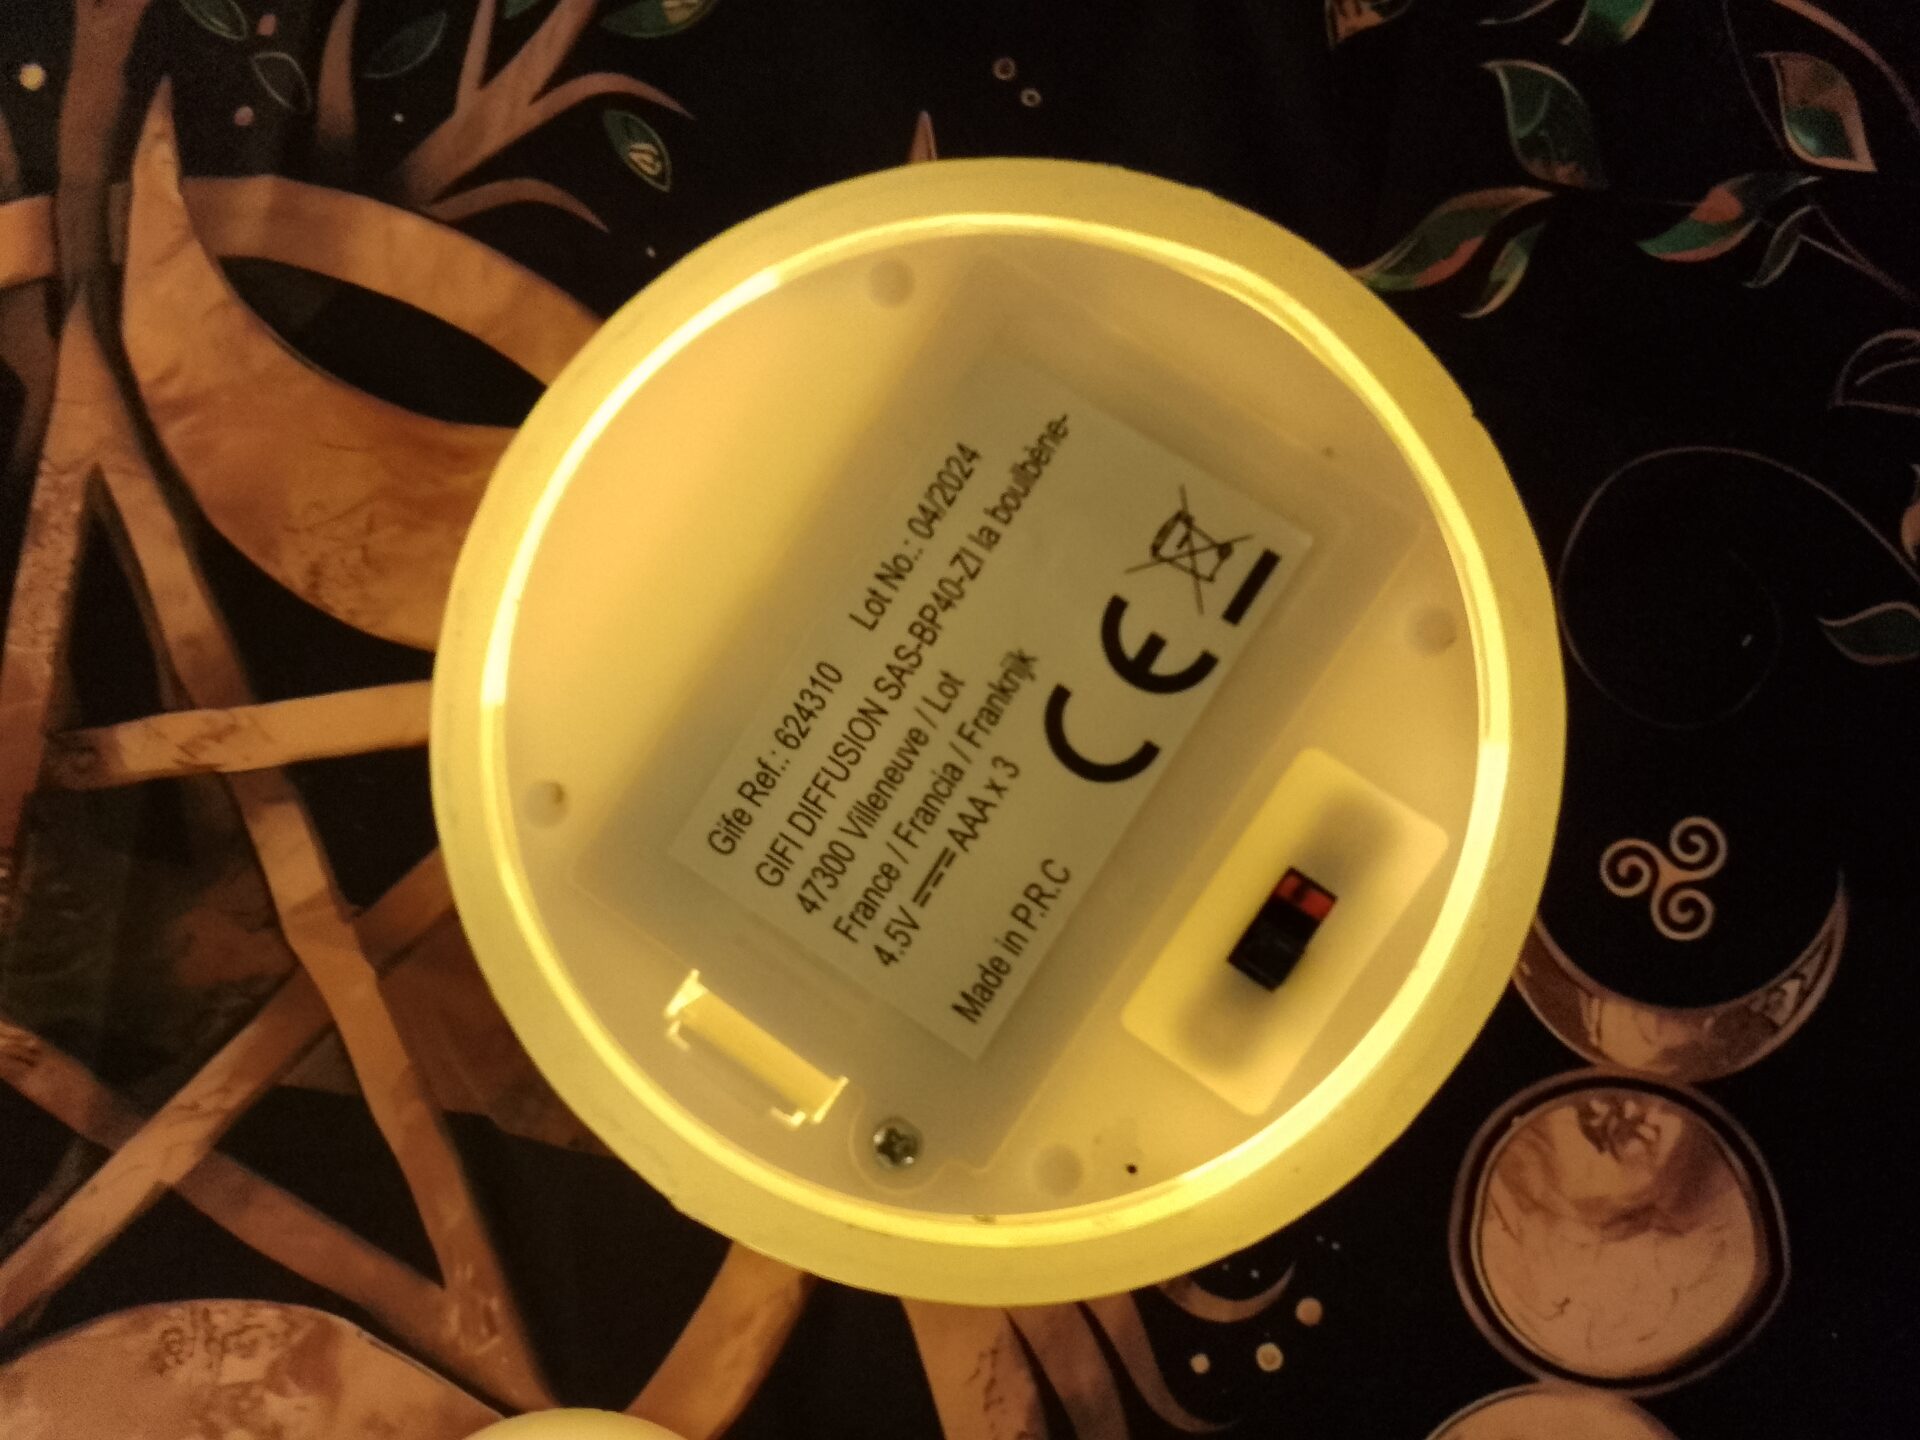 Gife Ref.: 624310 Lot No.: 04/2024
GIFI DIFFUSION SAS-BP40-ZI la boulbène-
47300 Villeneuve / Lot
France / Francia / Frankrijk
4.5V AAA x 3
CE
Made in P.R.C